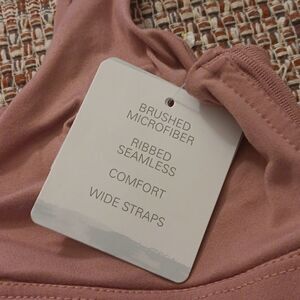 BRUSHED
MICROFIBER
RIBBED
SEAMLESS
COMFORT
WIDE STRAPS